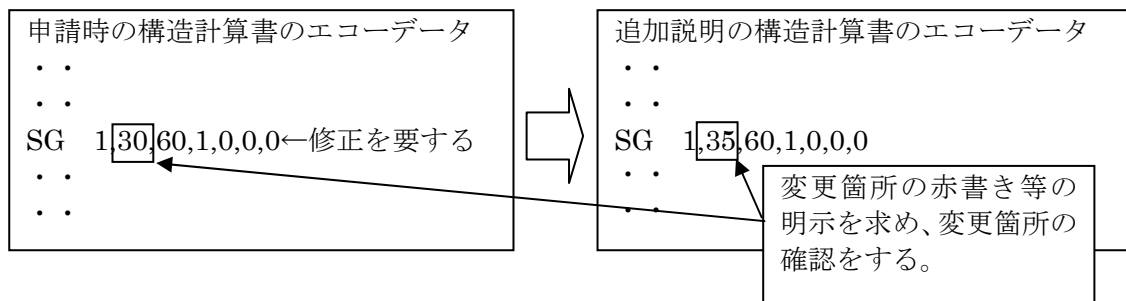 申請時の構造計算書のエコーデータ
・・
・・
SG 1,30,60,1,0,0,0←修正を要する
・・
・・
追加説明の構造計算書のエコーデータ
・・
・・
SG 1,35,60,1,0,0,0
・・
・・
変更箇所の赤書き等の
明示を求め、変更箇所の
確認をする。